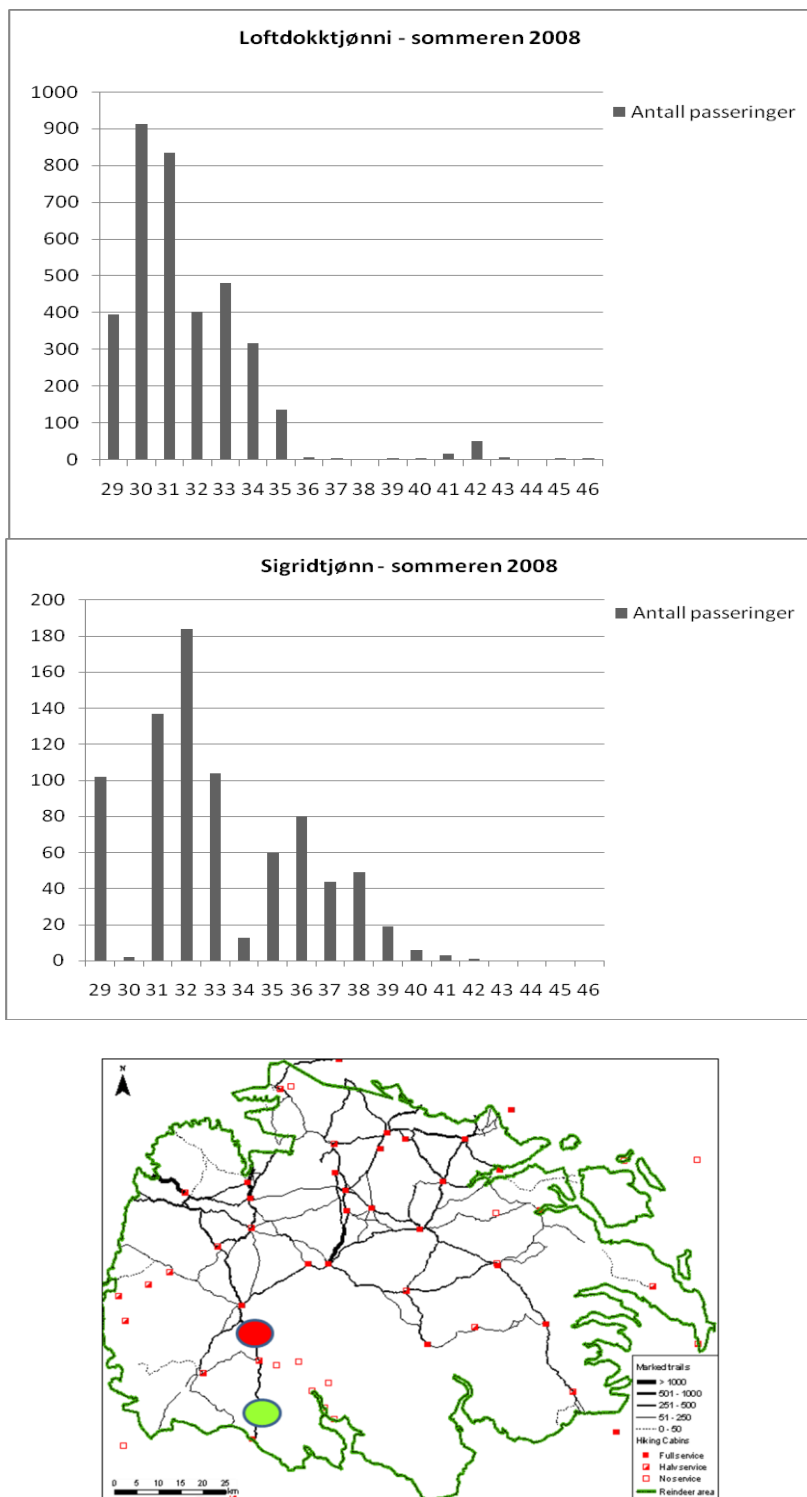 Loftdokktjønni - sommeren 2008
1000
900
800
700
600
500
400
300
200
100
0
Antall passeringer
29 30 31 32 33 34 35 36 37 38 39 40 41 42 43 44 45 46
Sigridtjønn - sommeren 2008
200
180
160
140
120
100
80
60
40
20
0
Antall passeringer
29 30 31 32 33 34 35 36 37 38 39 40 41 42 43 44 45 46
N
Marked trails
> 1000
501 - 1000
251 - 500
51 - 250
0 - 50
Hiking Cabins
Full service
Halv service
No service
Reindeer area
0 5 10 15 20 25
km